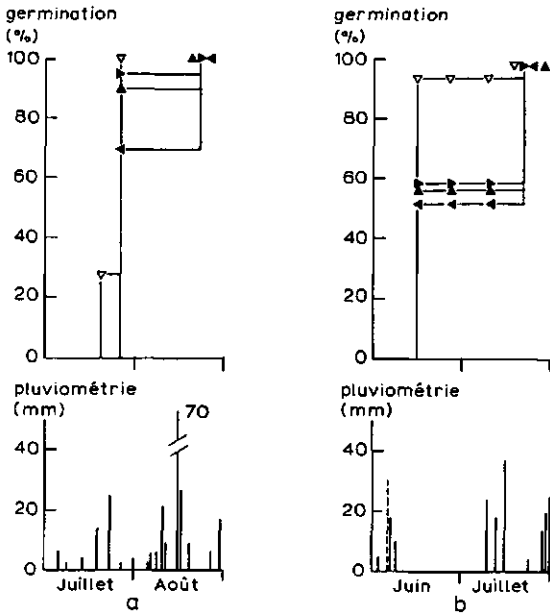 germination
(%)
100
80
60
40
20
0
pluviométrie
(mm)
70
40
20
0
Juillet Août
a
germination
(%)
100
80
60
40
20
0
pluviométrie
(mm)
40
20
0
Juin Juillet
b